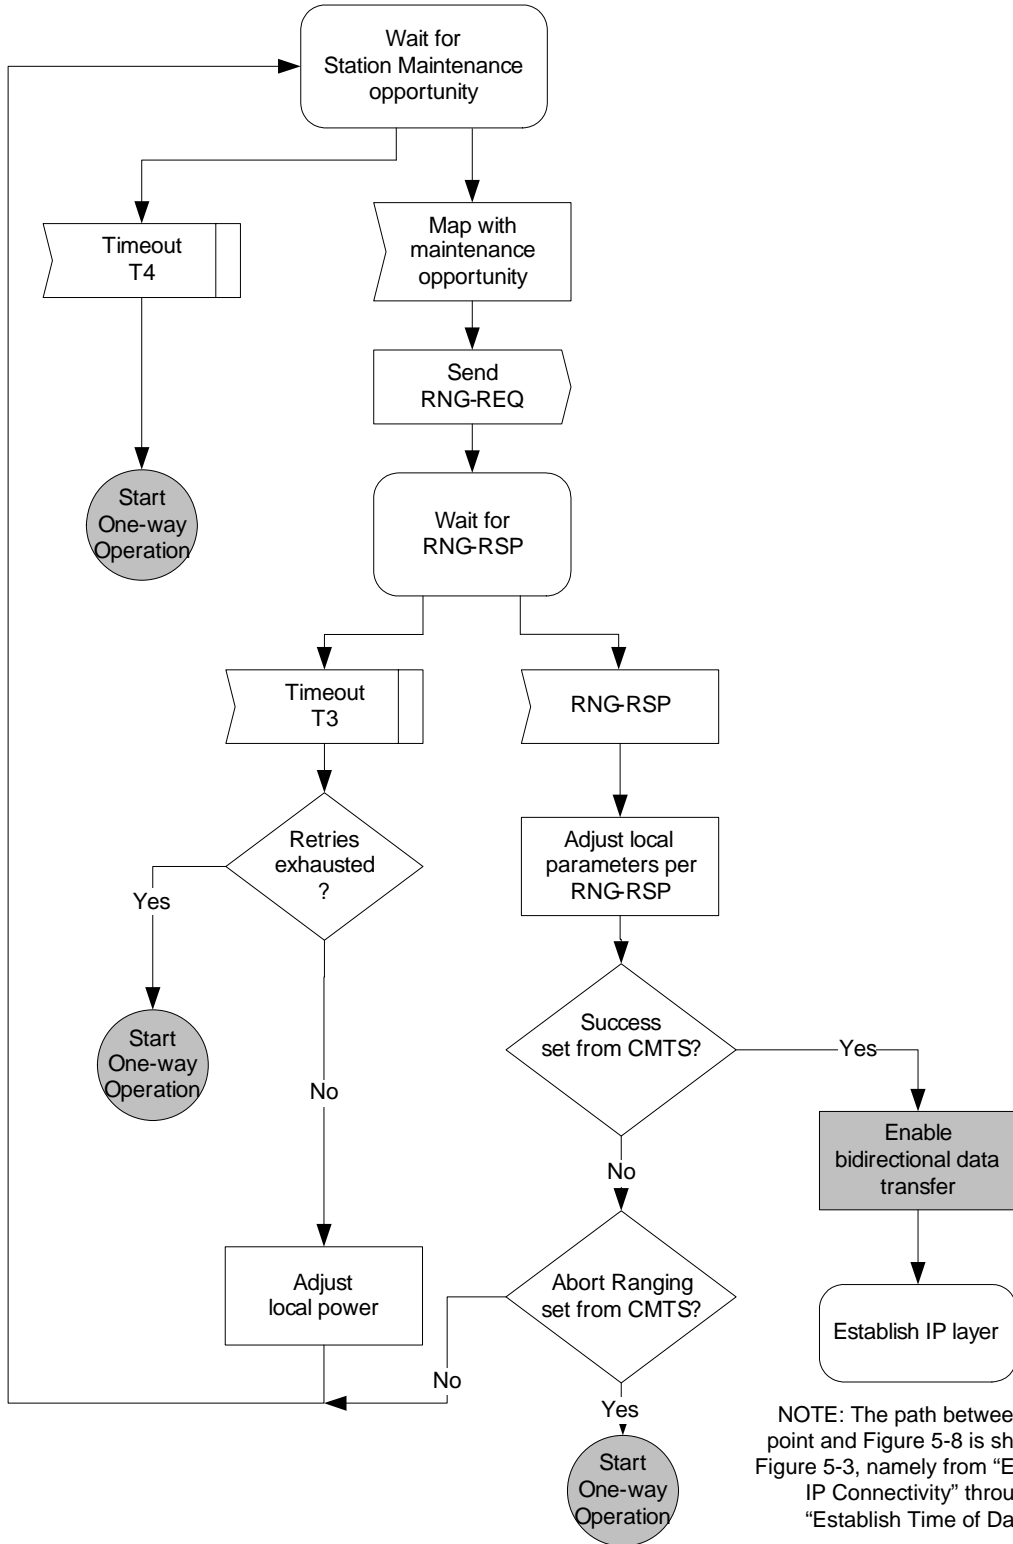 Wait for
Station Maintenance
opportunity
Timeout
T4
Map with
maintenance
opportunity
Send
RNG-REQ
Start
One-way
Operation
Wait for
RNG-RSP
Timeout
T3
RNG-RSP
Retries
exhausted
?
Adjust local
parameters per
RNG-RSP
Yes
Start
One-way
Operation
No
Success
set from CMTS?
Yes
Enable
bidirectional data
transfer
No
Adjust
local power
Abort Ranging
set from CMTS?
Establish IP layer
No
Yes
Start
One-way
Operation
NOTE: The path
point and Figure 5-8 is
Figure 5-3, namely from
IP Connectivity”
“Establish Time of